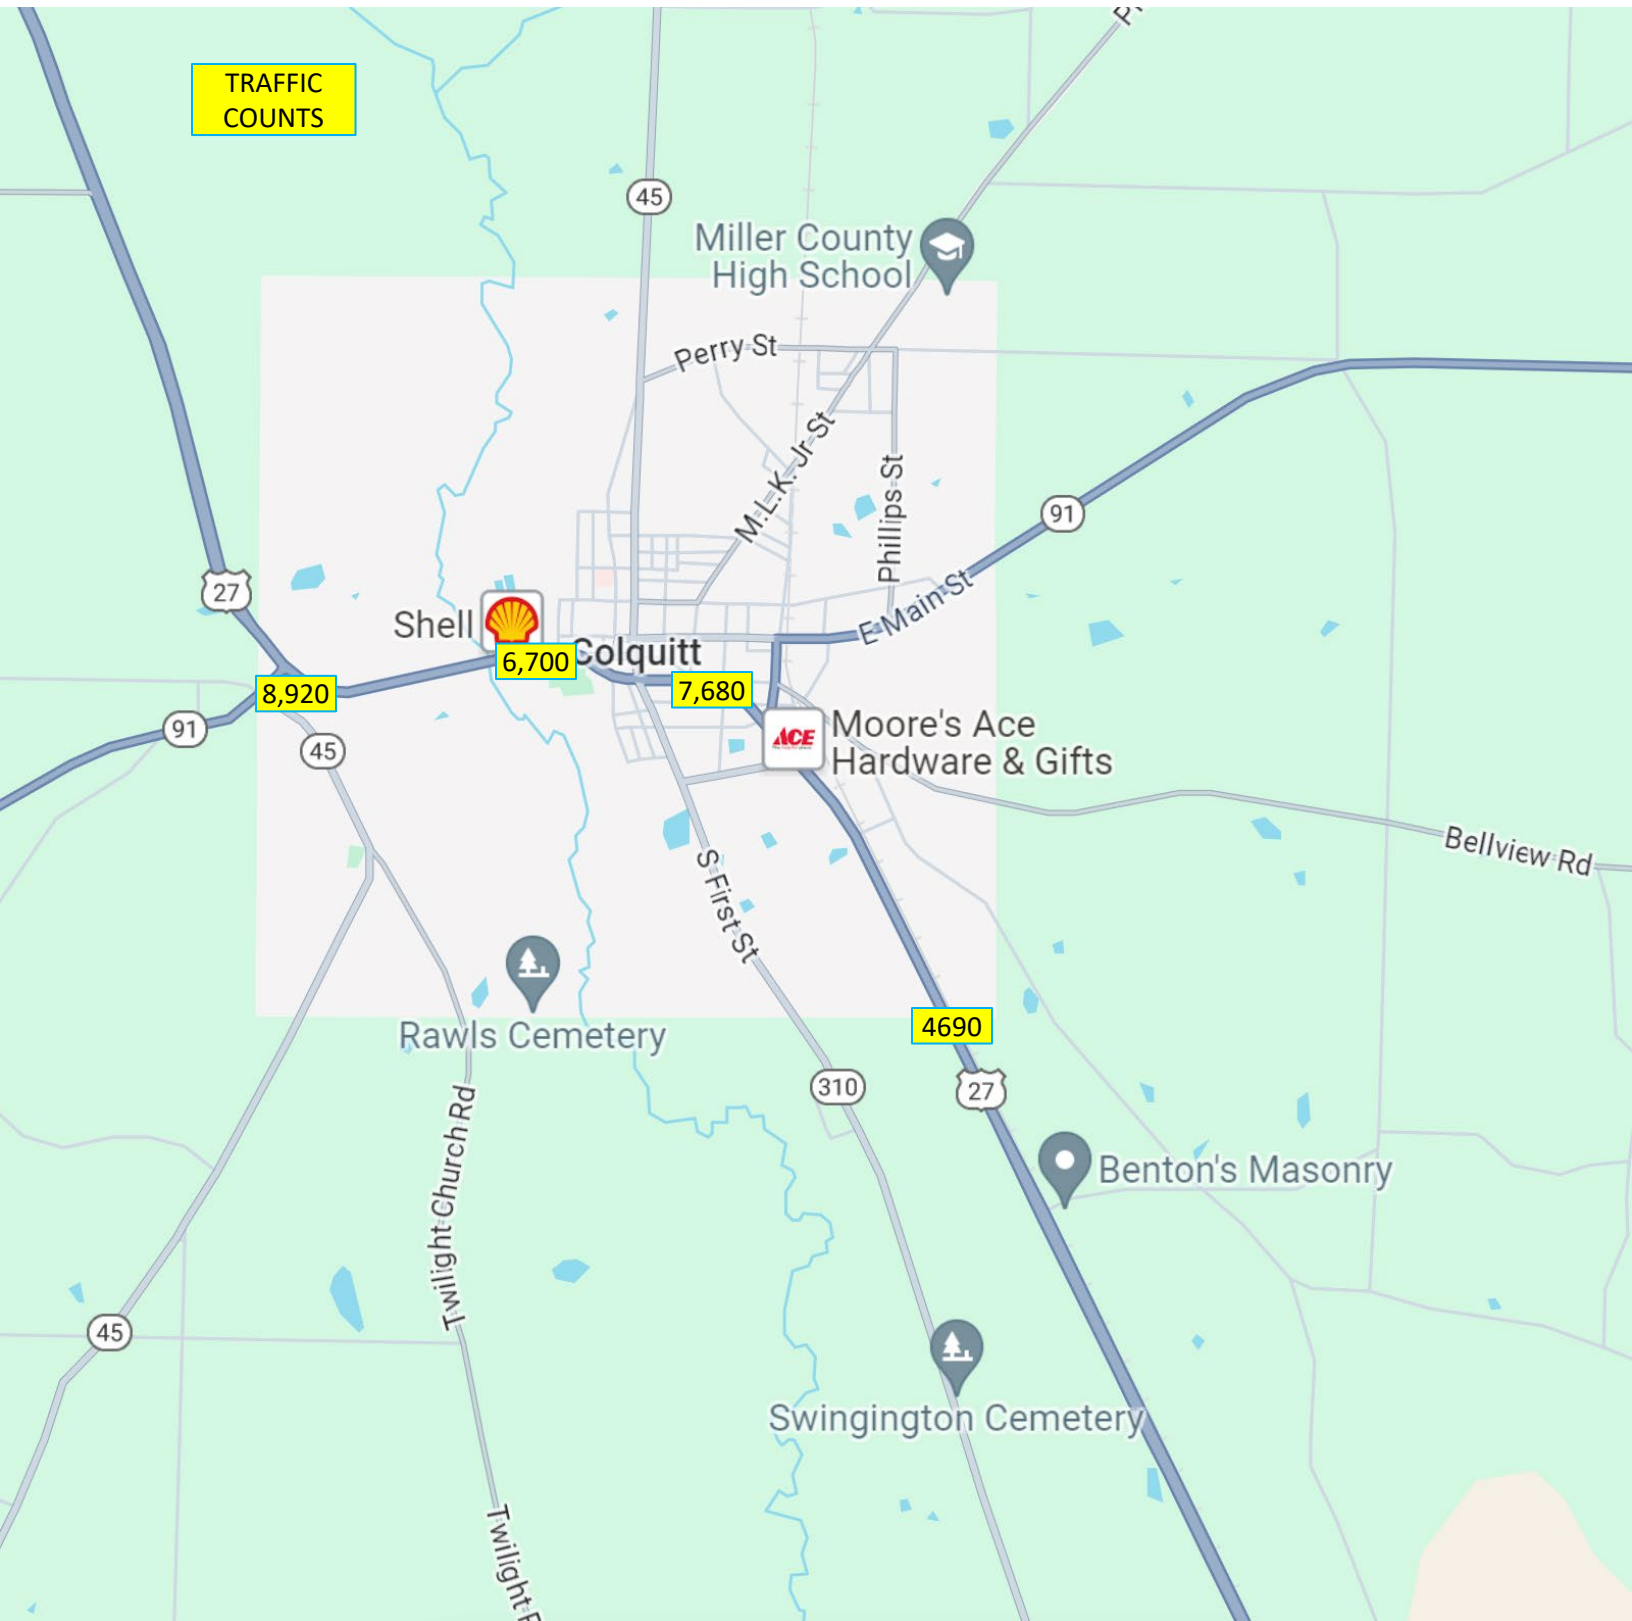 TRAFFIC
COUNTS
45
Miller County
High School
Perry St
M.L.K. Jr St
Phillips St
91
27
E Main St
Shell
Colquitt
6,700
8,920
7,680
91
45
ACE
Moore's Ace
Hardware & Gifts
Bellview Rd
S First St
Rawls Cemetery
4690
310
27
Twilight Church Rd
Benton's Masonry
45
Swingington Cemetery
Twilight